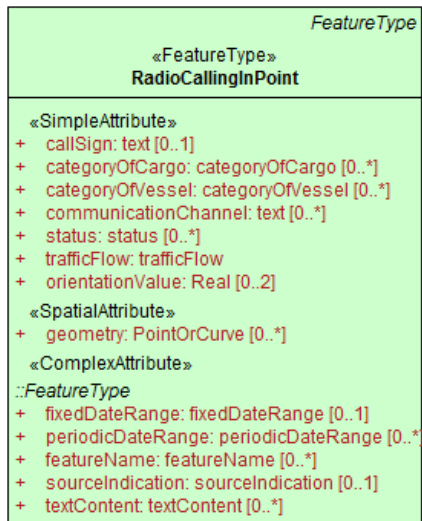 FeatureType
«FeatureType»
RadioCallingInPoint
«SimpleAttribute»
+ callSign: text [0..1]
+ categoryOfCargo: categoryOfCargo [0..*]
+ categoryOfVessel: categoryOfVessel [0..*]
+ communicationChannel: text [0..*]
+ status: status [0..*]
+ trafficFlow: trafficFlow
+ orientationValue: Real [0..2]
«SpatialAttribute»
+ geometry: PointOrCurve [0..*]
«ComplexAttribute»
::FeatureType
+ fixedDateRange: fixedDateRange [0..1]
+ periodicDateRange: periodicDateRange [0..*
+ featureName: featureName [0..*]
+ sourceIndication: sourceIndication [0..1]
+ textContent: textContent [0..*]